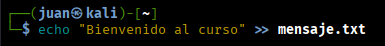 ┌──(juan㉿kali)-[~]
└─$ echo "Bienvenido al curso" >> mensaje.txt